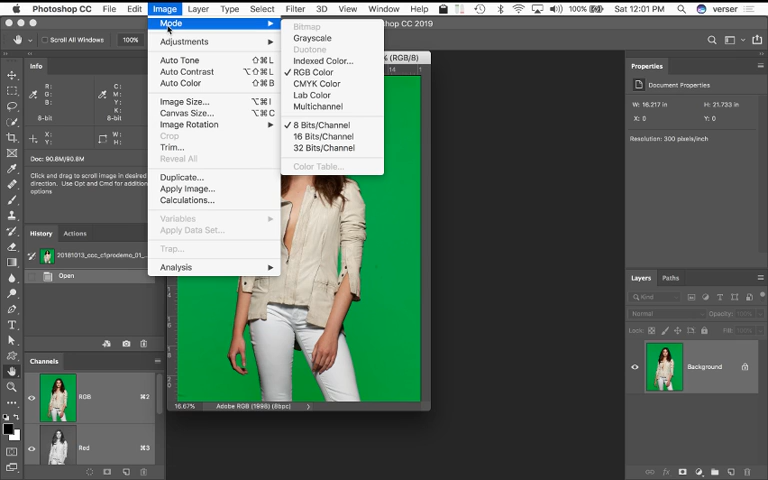 Photoshop CC File Edit Image Layer Type Select Filter 3D View Window Help 100% Sat 12:01 AM verser
shop CC 2019
Scroll All Windows 100%
Mode
Adjustments
Auto Tone ⇧⌘L
Auto Contrast ⌥⇧⌘L
Auto Color ⇧⌘B
Image Size... ⌥⌘I
Canvas Size... ⌥⌘C
Image Rotation
Crop
Trim...
Reveal All
Duplicate...
Apply Image...
Calculations...
Variables
Apply Data Set...
Trap...
Analysis
Bitmap
Grayscale
Duotone
Indexed Color...
✓ RGB Color
CMYK Color
Lab Color
Multichannel
✓ 8 Bits/Channel
16 Bits/Channel
32 Bits/Channel
Color Table...
% (RGB/8)
Info
R:
G:
B:
8-bit
C:
M:
Y:
K:
8-bit
X:
Y:
W:
H:
Doc: 90.8M/90.8M
Click and drag to scroll image in desired
direction. Use Opt and Cmd for additional
options
History Actions
20181013_ccc_c1prodemo_01_...
Open
Channels
RGB ⌘2
Red ⌘3
14
16.67% Adobe RGB (1998) (8bpc)
Properties
Document Properties
W: 16.217 in H: 21.733 in
X: 0 Y: 0
Resolution: 300 pixels/inch
Layers Paths
Kind
Normal Opacity: 100%
Lock: Fill: 100%
Background